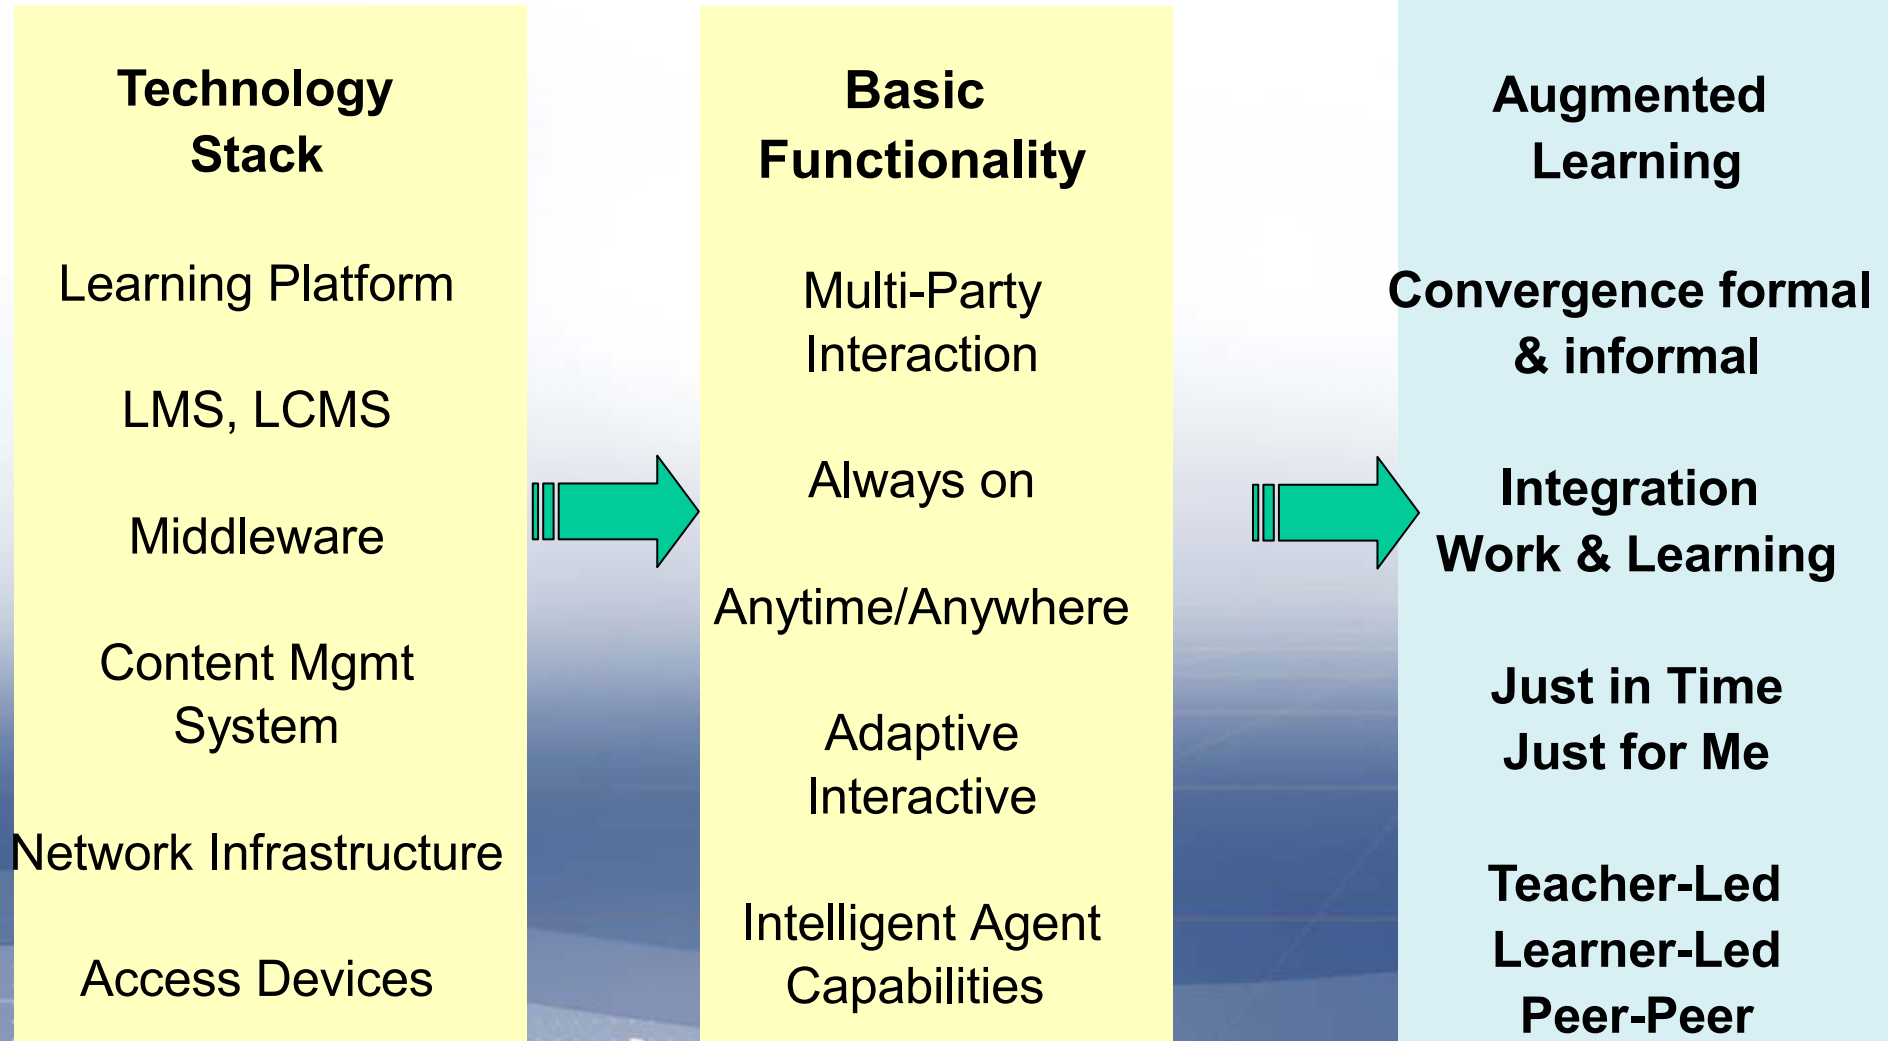 Technology
Stack
Learning Platform
LMS, LCMS
Middleware
Content Mgmt
System
Network Infrastructure
Access Devices
Basic
Functionality
Multi-Party
Interaction
Always on
Anytime/Anywhere
Adaptive
Interactive
Intelligent Agent
Capabilities
Augmented
Learning
Convergence formal
& informal
Integration
Work & Learning
Just in Time
Just for Me
Teacher-Led
Learner-Led
Peer-Peer